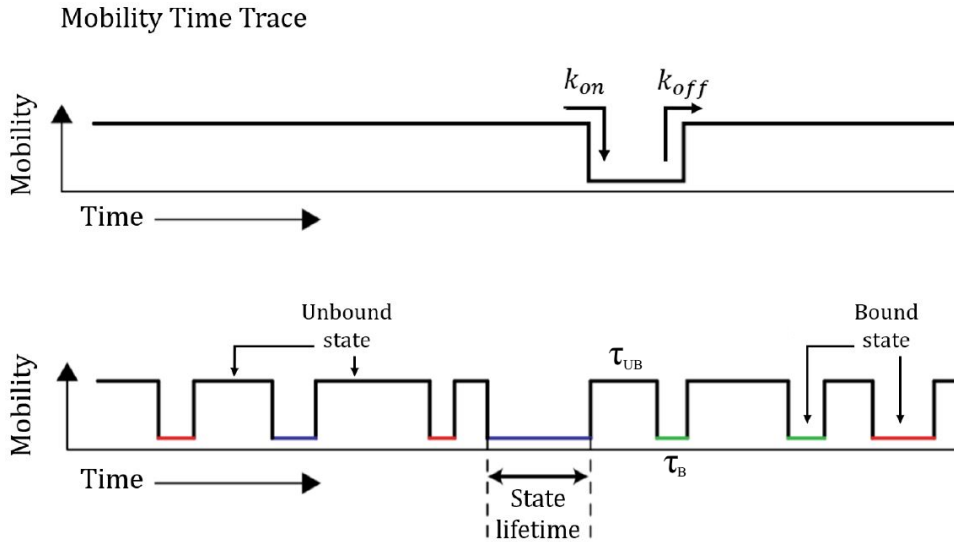 Mobility Time Trace
k_on k_off
Mobility
Time
Unbound
state
Bound
state
τ_UB
Mobility
τ_B
Time
State
lifetime